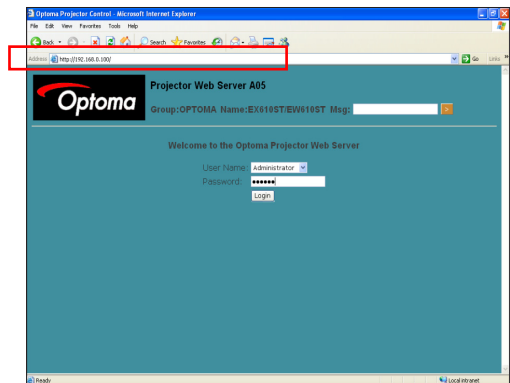 Optoma Projector Control - Microsoft Internet Explorer
File Edit View Favorites Tools Help
Back Search Favorites
Address http://192.168.0.100/ Go Links »
Optoma
Projector Web Server A05
Group:OPTOMA Name:EX610ST/EW610ST Msg:
Welcome to the Optoma Projector Web Server
User Name: Administrator
Password: ••••••
Login
Ready Local intranet